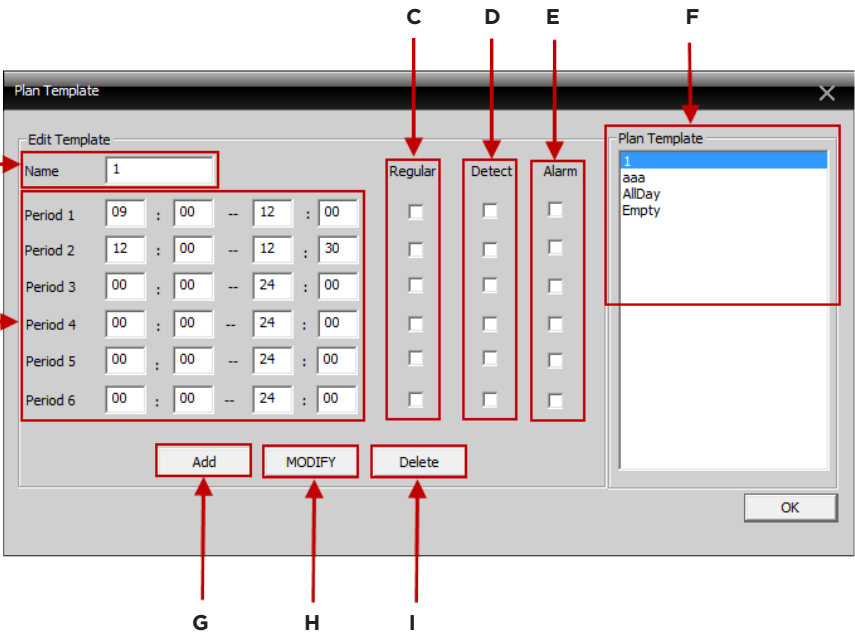 C D E F
Plan Template
Edit Template
Name 1
Regular Detect Alarm
Period 1 09 : 00 -- 12 : 00
Period 2 12 : 00 -- 12 : 30
Period 3 00 : 00 -- 24 : 00
Period 4 00 : 00 -- 24 : 00
Period 5 00 : 00 -- 24 : 00
Period 6 00 : 00 -- 24 : 00
Add MODIFY Delete
Plan Template
1
aaa
AllDay
Empty
OK
G H I